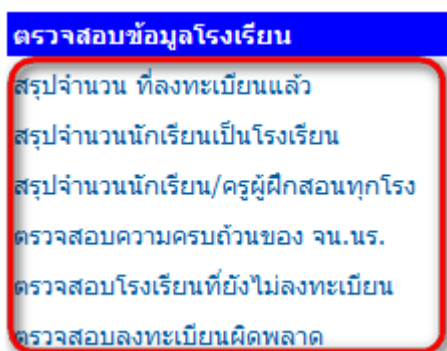 ตรวจสอบข้อมูลโรงเรียน
สรุปจำนวน ที่ลงทะเบียนแล้ว
สรุปจำนวนนักเรียนเป็นโรงเรียน
สรุปจำนวนนักเรียน/ครูผู้ฝึกสอนทุกโรง
ตรวจสอบความครบถ้วนของ จน.นร.
ตรวจสอบโรงเรียนที่ยังไม่ลงทะเบียน
ตรวจสอบลงทะเบียนผิดพลาด